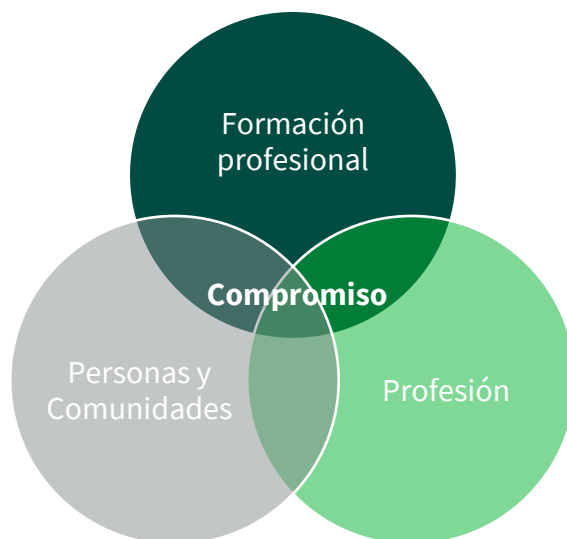 Formación
profesional
Compromiso
Personas y
Comunidades
Profesión